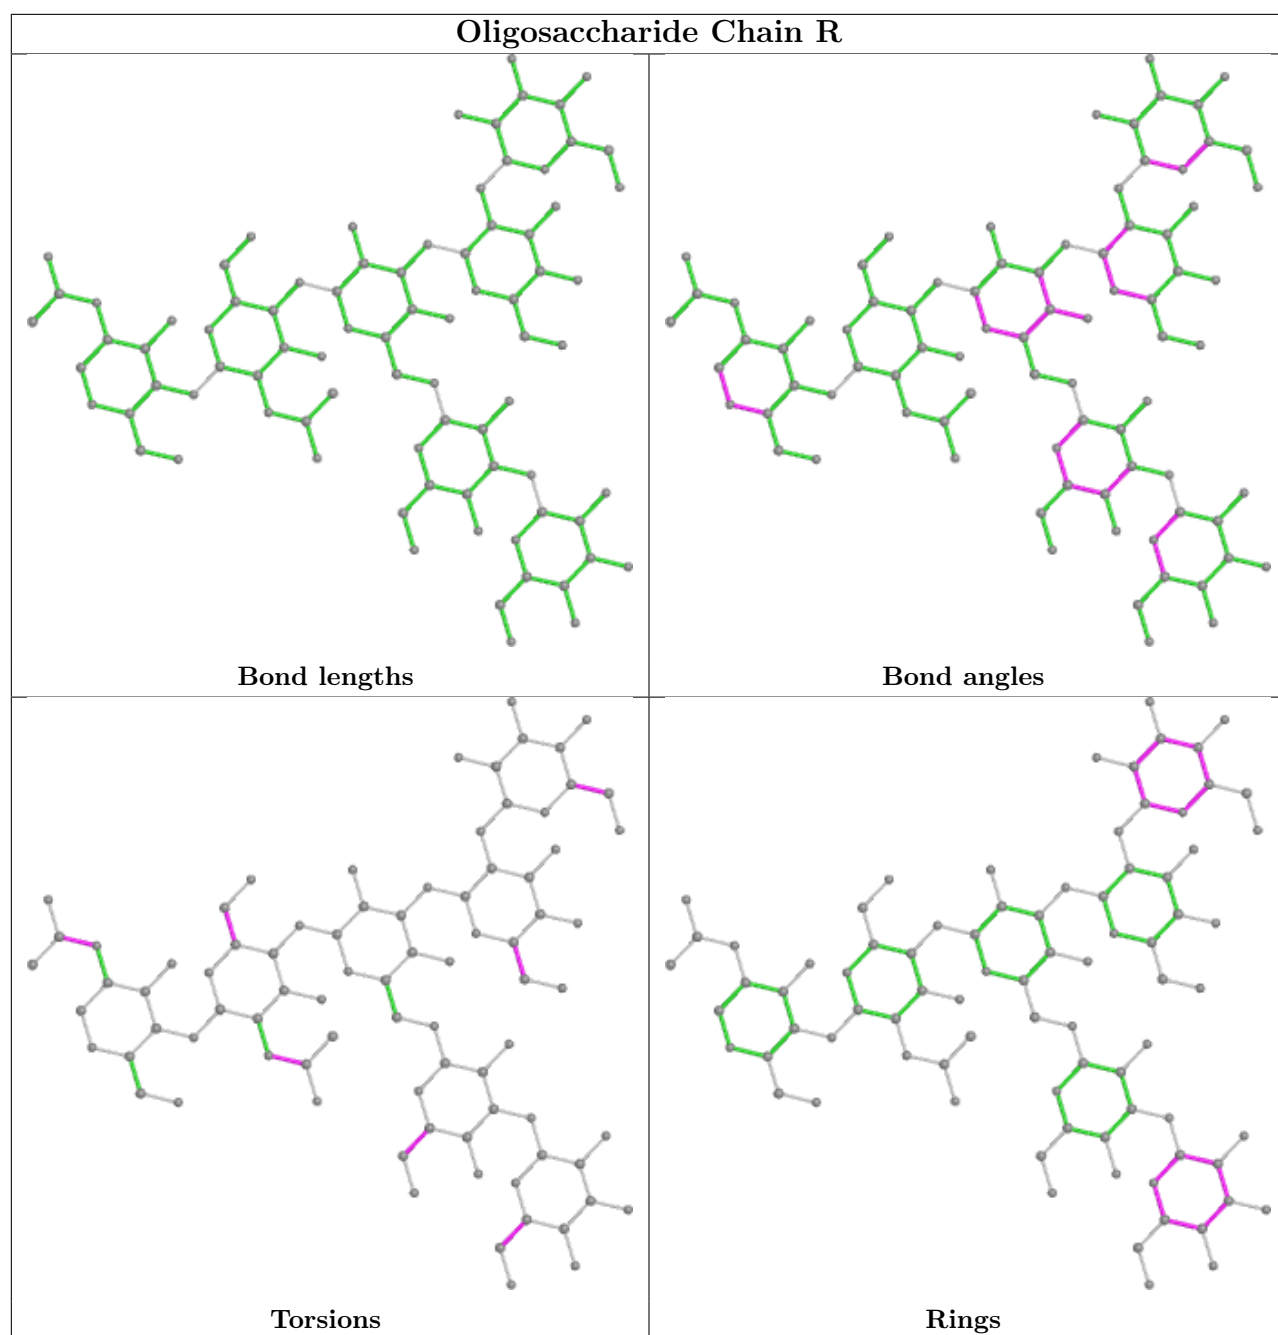 Oligosaccharide Chain R
Bond lengths
Bond angles
Torsions
Rings